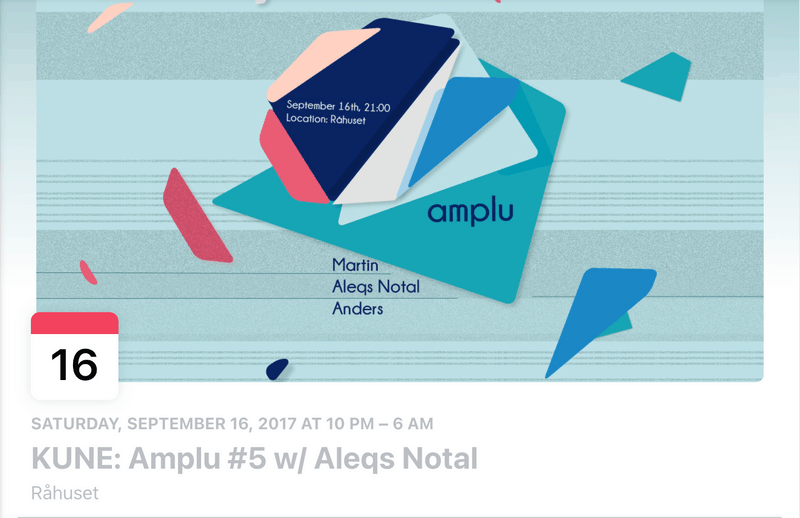 September 16th, 21:00
Location: Råhuset
amplu
Martin
Aleqs Notal
Anders
16
SATURDAY, SEPTEMBER 16, 2017 AT 10 PM – 6 AM
KUNE: Amplu #5 w/ Aleqs Notal
Råhuset